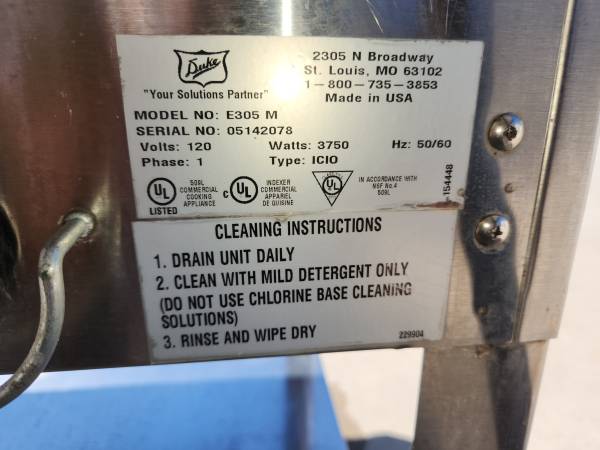 Duke
"Your Solutions Partner"
2305 N Broadway
St. Louis, MO 63102
1-800-735-3853
Made in USA
MODEL NO: E305 M
SERIAL NO: 05142078
Volts: 120 Watts: 3750 Hz: 50/60
Phase: 1 Type: ICIO
UL
LISTED
509L
COMMERCIAL
COOKING
APPLIANCE
C UL
INDEXER
COMMERCIAL
APPAREIL
DE QUISINE
UL
IN ACCORDANCE WITH
NSF No.4
509L
154448
CLEANING INSTRUCTIONS
1. DRAIN UNIT DAILY
2. CLEAN WITH MILD DETERGENT ONLY
(DO NOT USE CHLORINE BASE CLEANING
SOLUTIONS)
3. RINSE AND WIPE DRY
229904